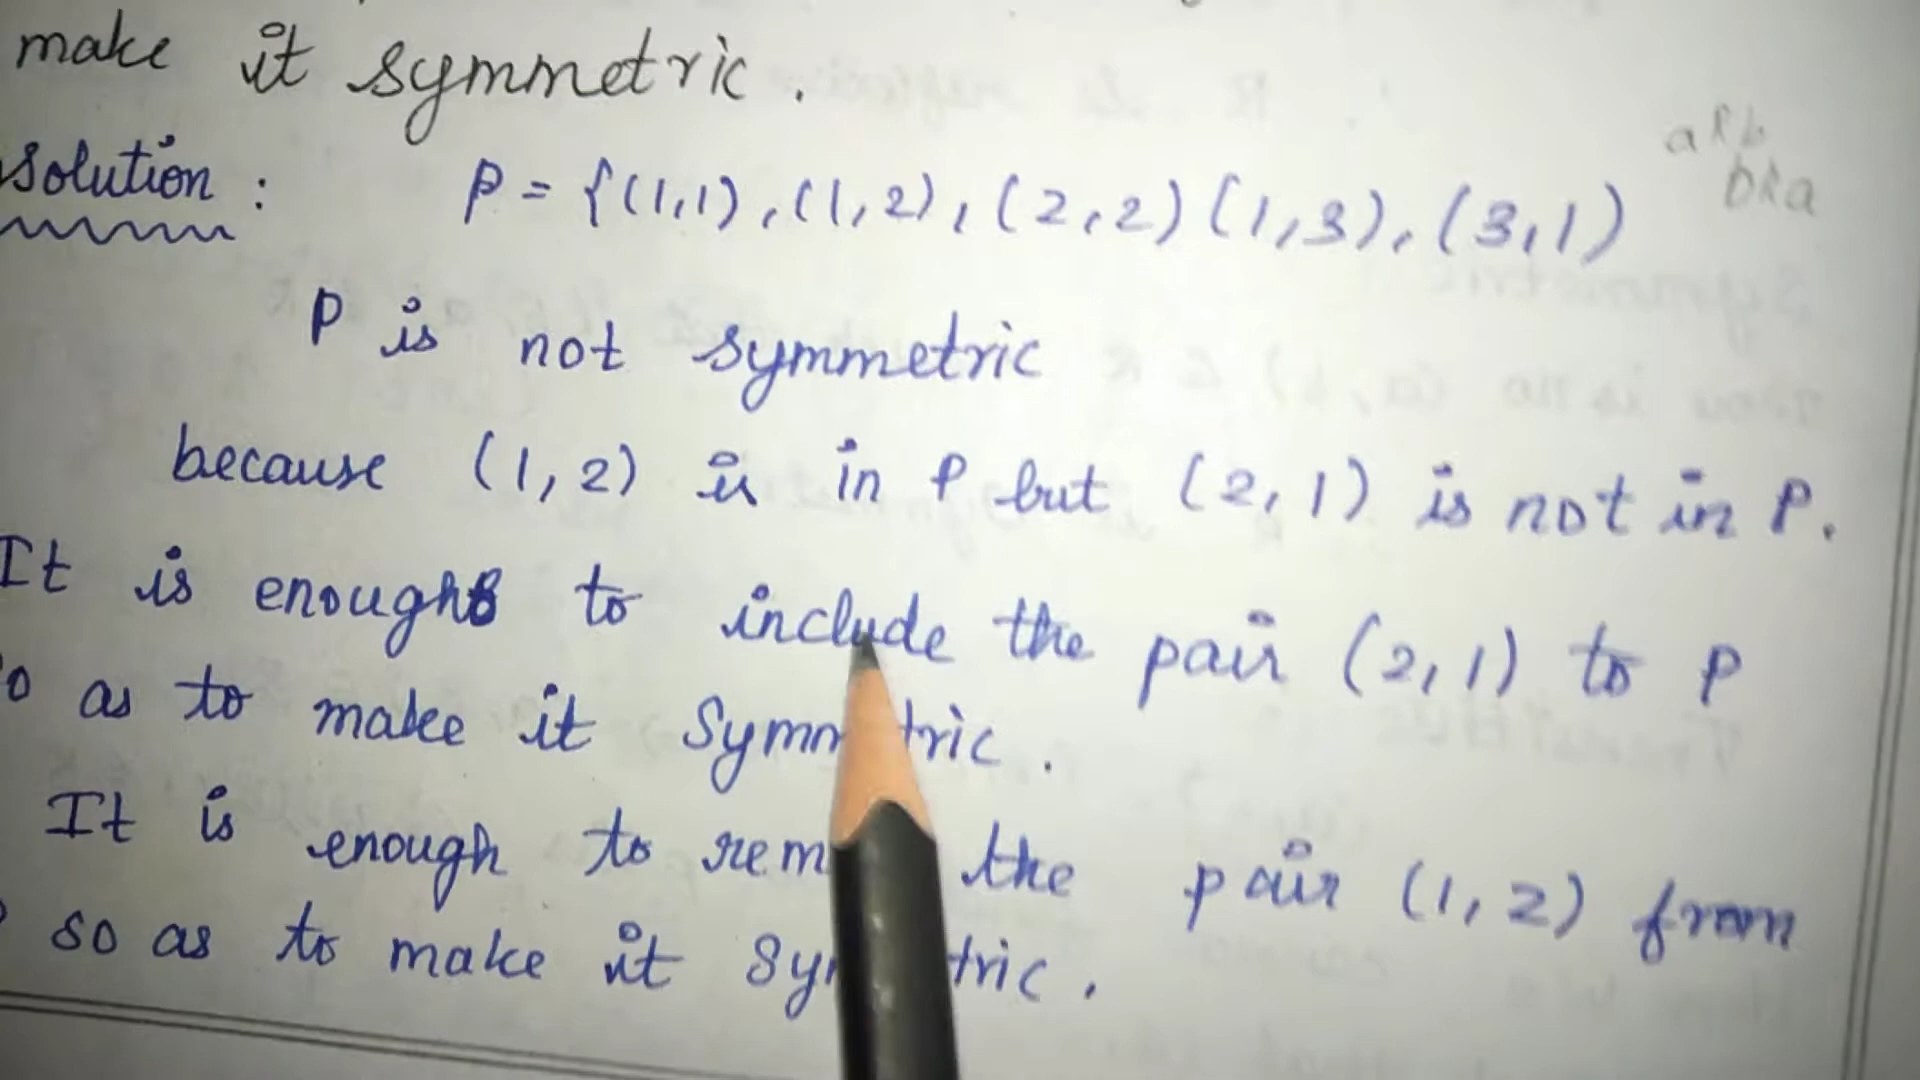 make it symmetric.
Solution : P = {(1,1), (1,2), (2,2) (1,3), (3,1)
aRb
bRa
P is not symmetric
because (1,2) is in P but (2,1) is not in P.
It is enough to include the pair (2,1) to P
as to make it Symmetric.
It is enough to the pair (1,2) from
so as to make it Symmetric.